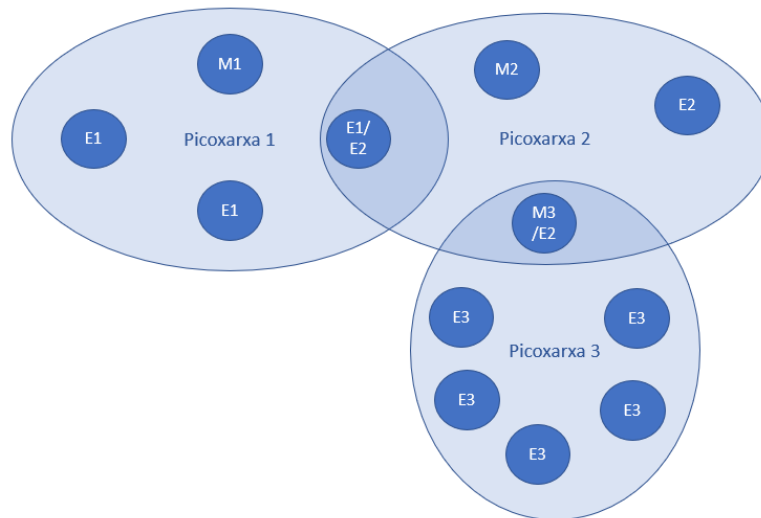 M1
M2
E2
E1
Picoxarxa 1
E1/
E2
Picoxarxa 2
E1
M3
/E2
E3
E3
Picoxarxa 3
E3
E3
E3